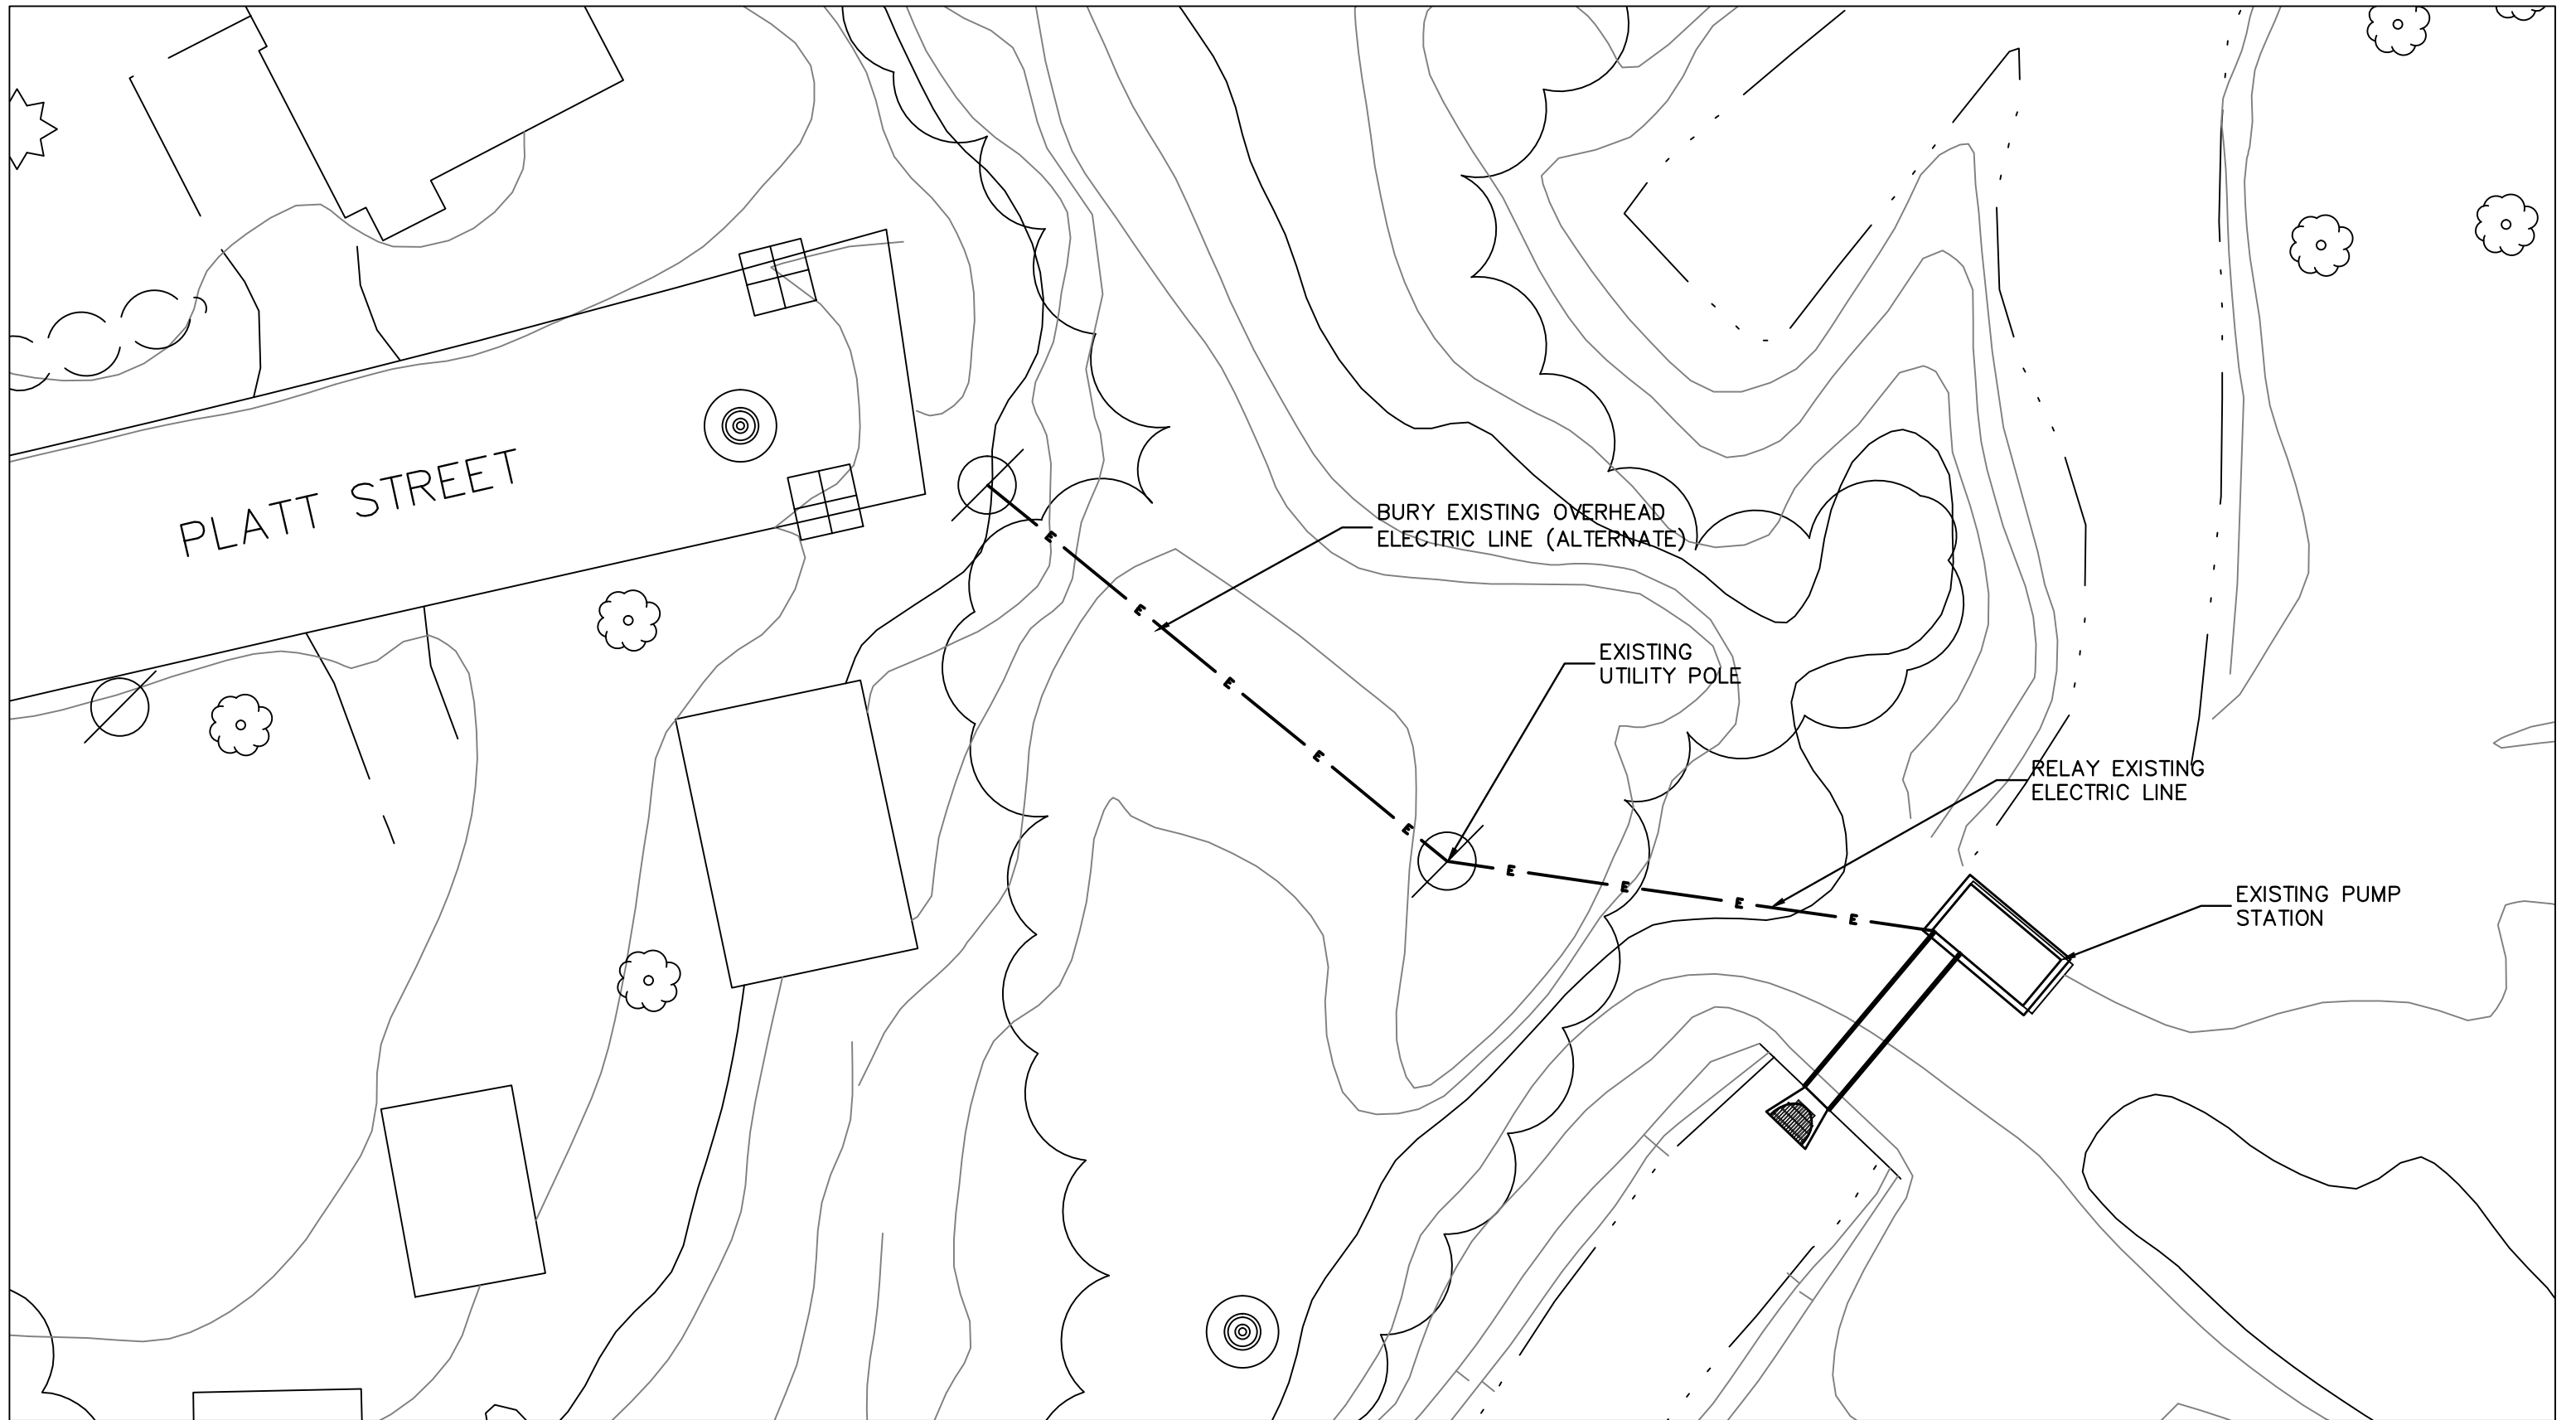 PLATT STREET
BURY EXISTING OVERHEAD
ELECTRIC LINE (ALTERNATE)
E
E
E
E
E
EXISTING
UTILITY POLE
E
E
E
E
RELAY EXISTING
ELECTRIC LINE
EXISTING PUMP
STATION